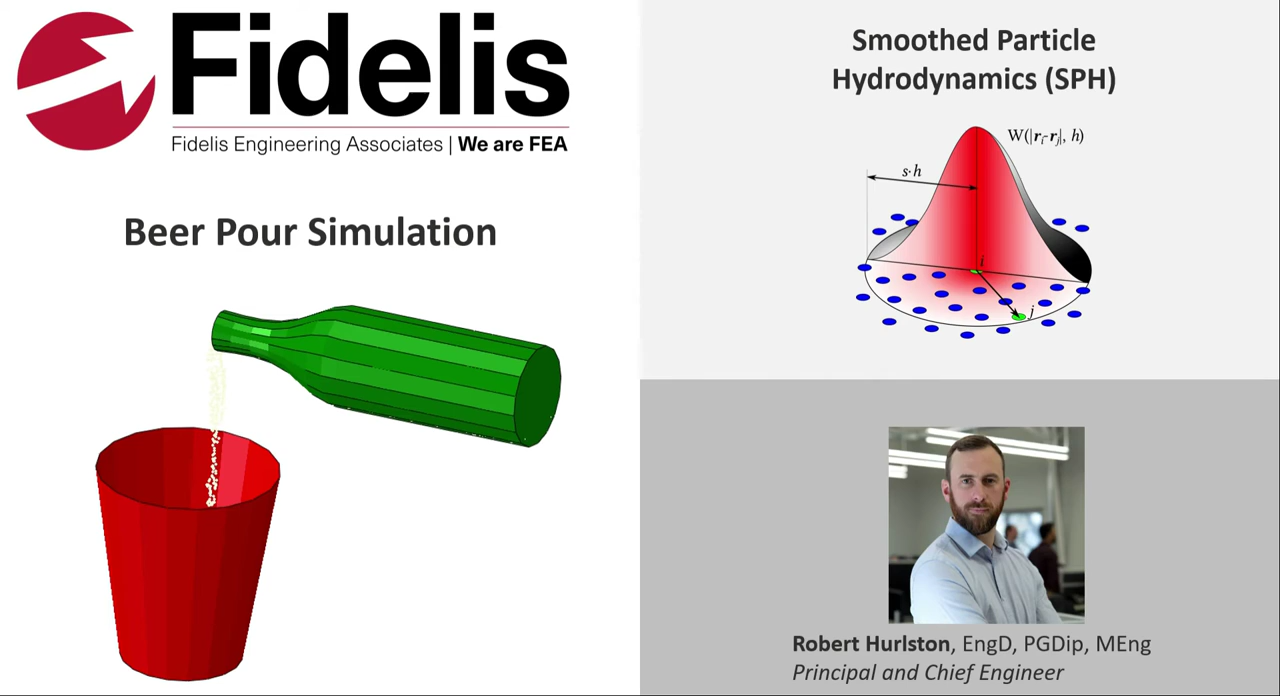 Fidelis
Fidelis Engineering Associates | We are FEA
Beer Pour Simulation
Smoothed Particle
Hydrodynamics (SPH)
W(|rᵢ-rⱼ|, h)
s·h
i
j
Robert Hurlston, EngD, PGDip, MEng
Principal and Chief Engineer